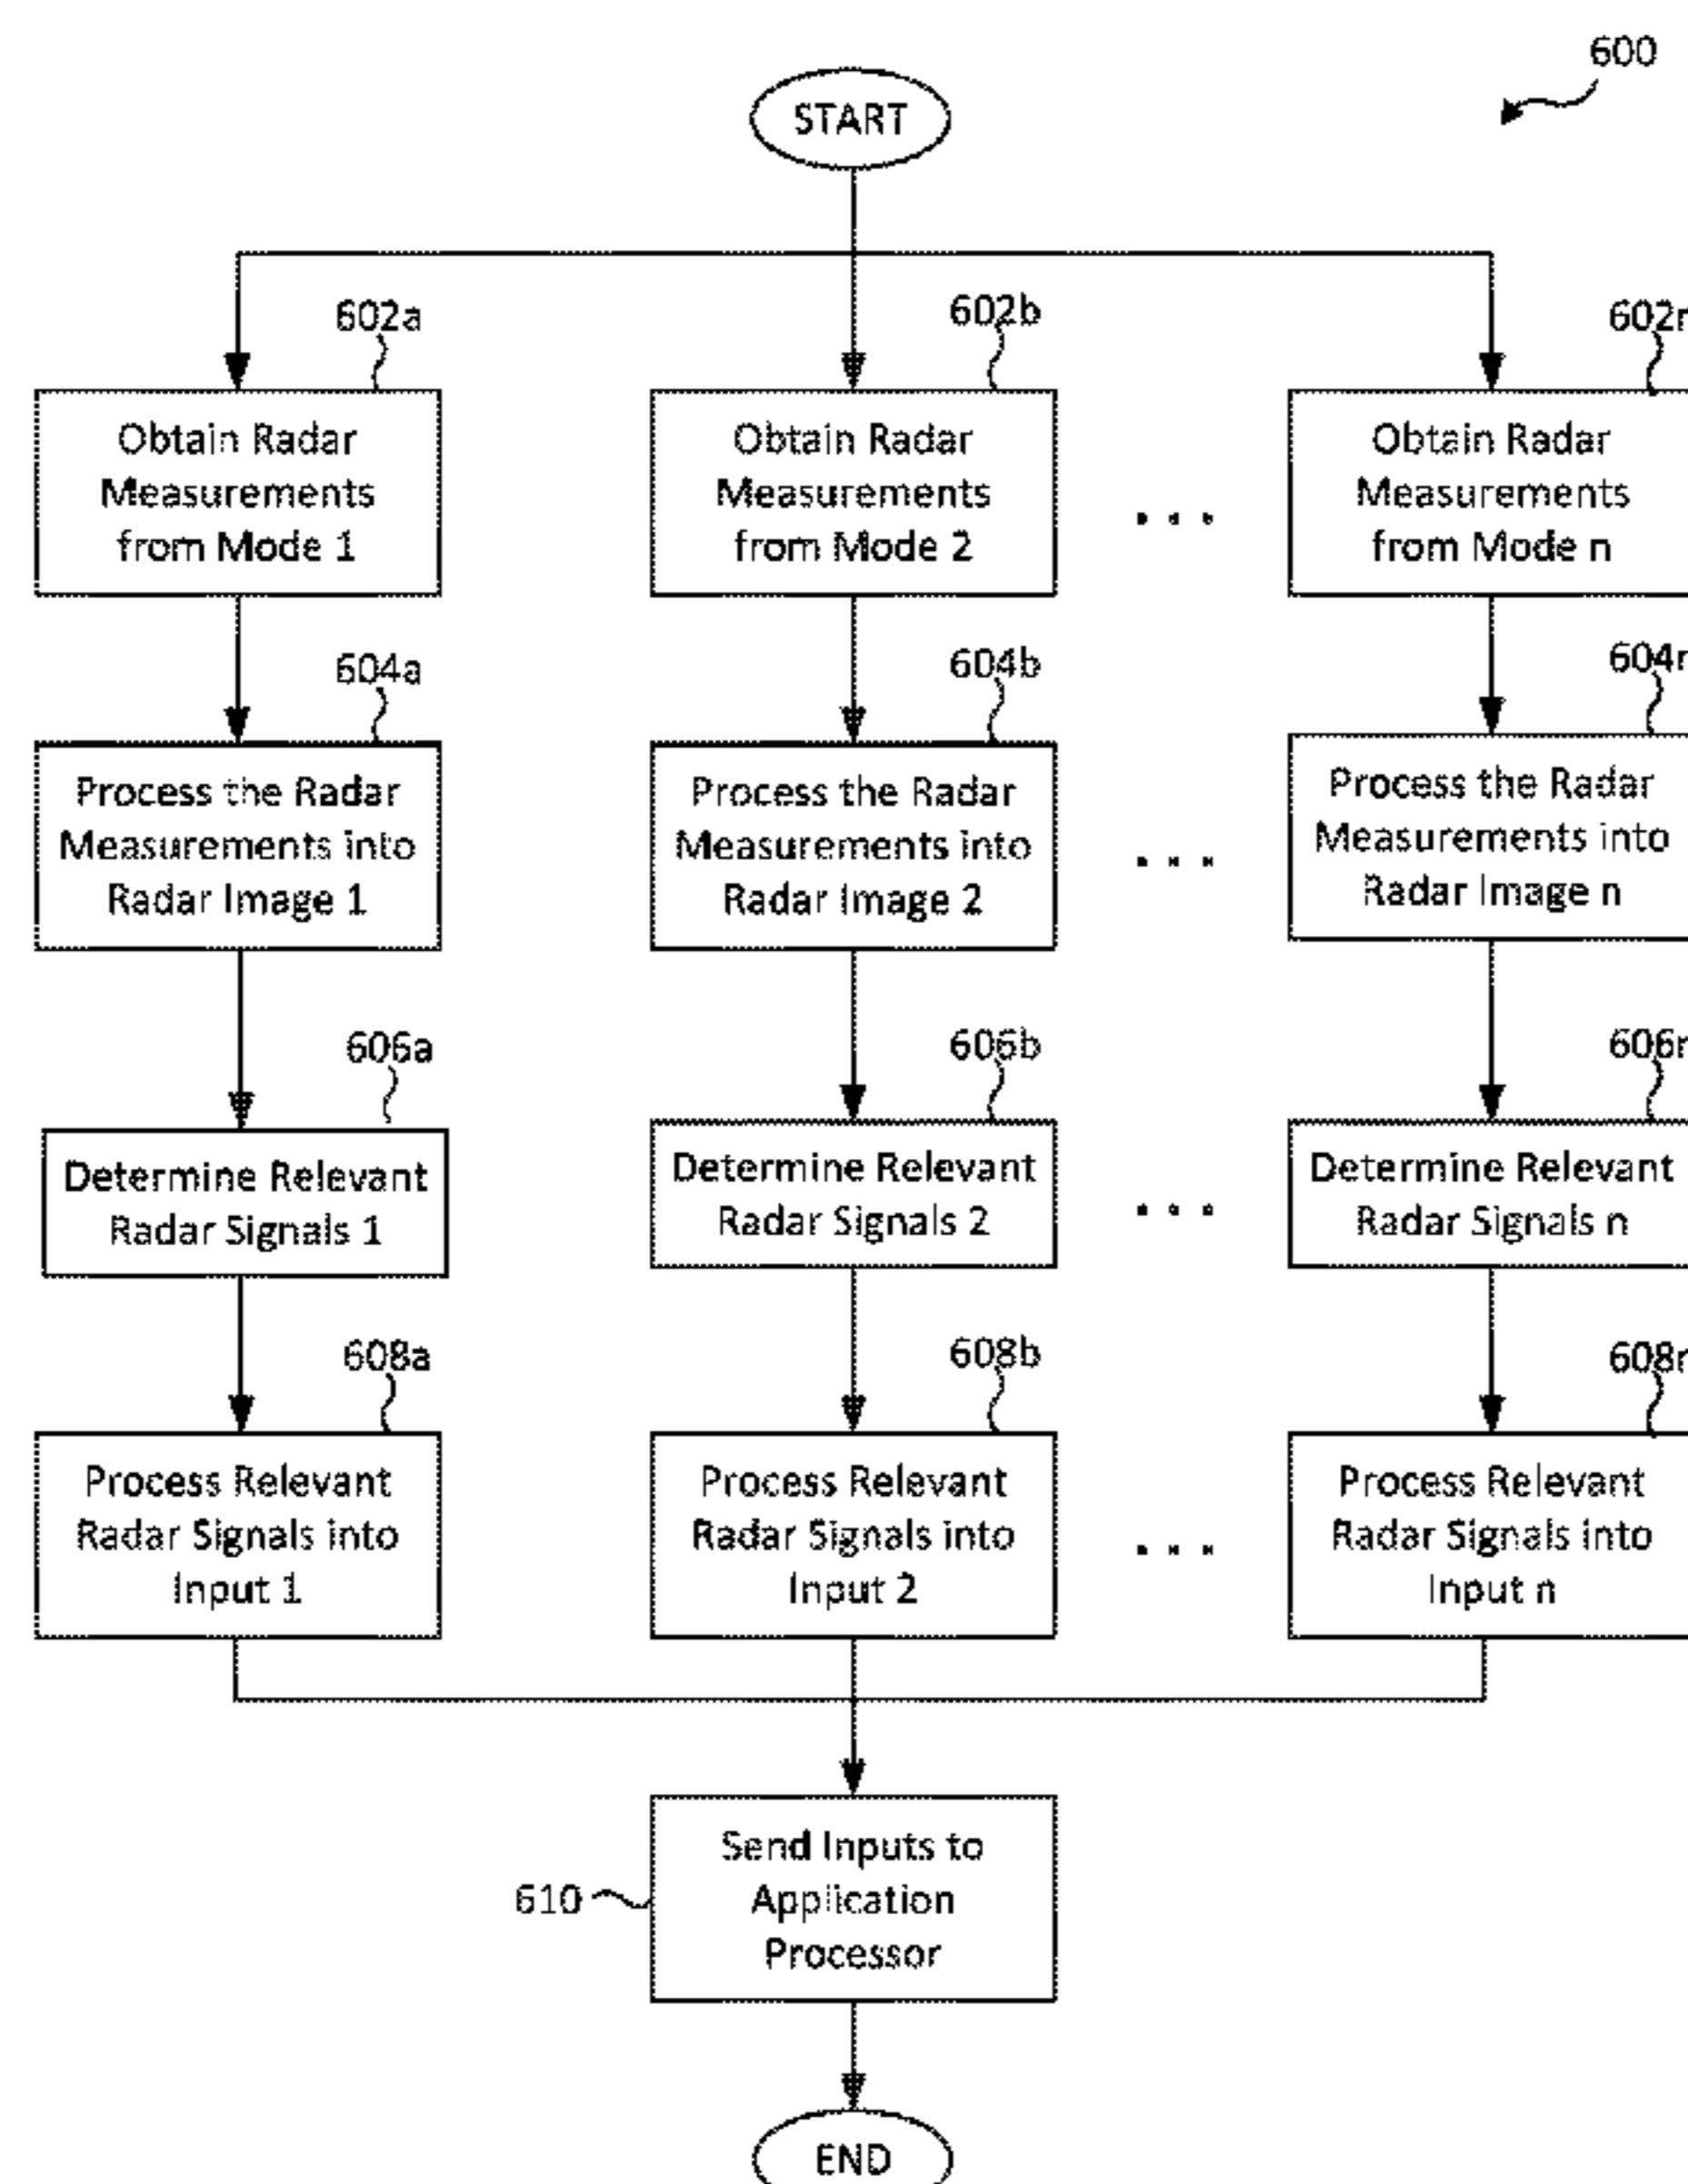 600
START
602a
602b
602n
Obtain Radar
Measurements
from Mode 1
Obtain Radar
Measurements
from Mode 2
. . .
Obtain Radar
Measurements
from Mode n
604a
604b
604n
Process the Radar
Measurements into
Radar Image 1
Process the Radar
Measurements into
Radar Image 2
. . .
Process the Radar
Measurements into
Radar Image n
606a
606b
606n
Determine Relevant
Radar Signals 1
Determine Relevant
Radar Signals 2
. . .
Determine Relevant
Radar Signals n
608a
608b
608n
Process Relevant
Radar Signals into
Input 1
Process Relevant
Radar Signals into
Input 2
. . .
Process Relevant
Radar Signals into
Input n
610
Send Inputs to
Application
Processor
END